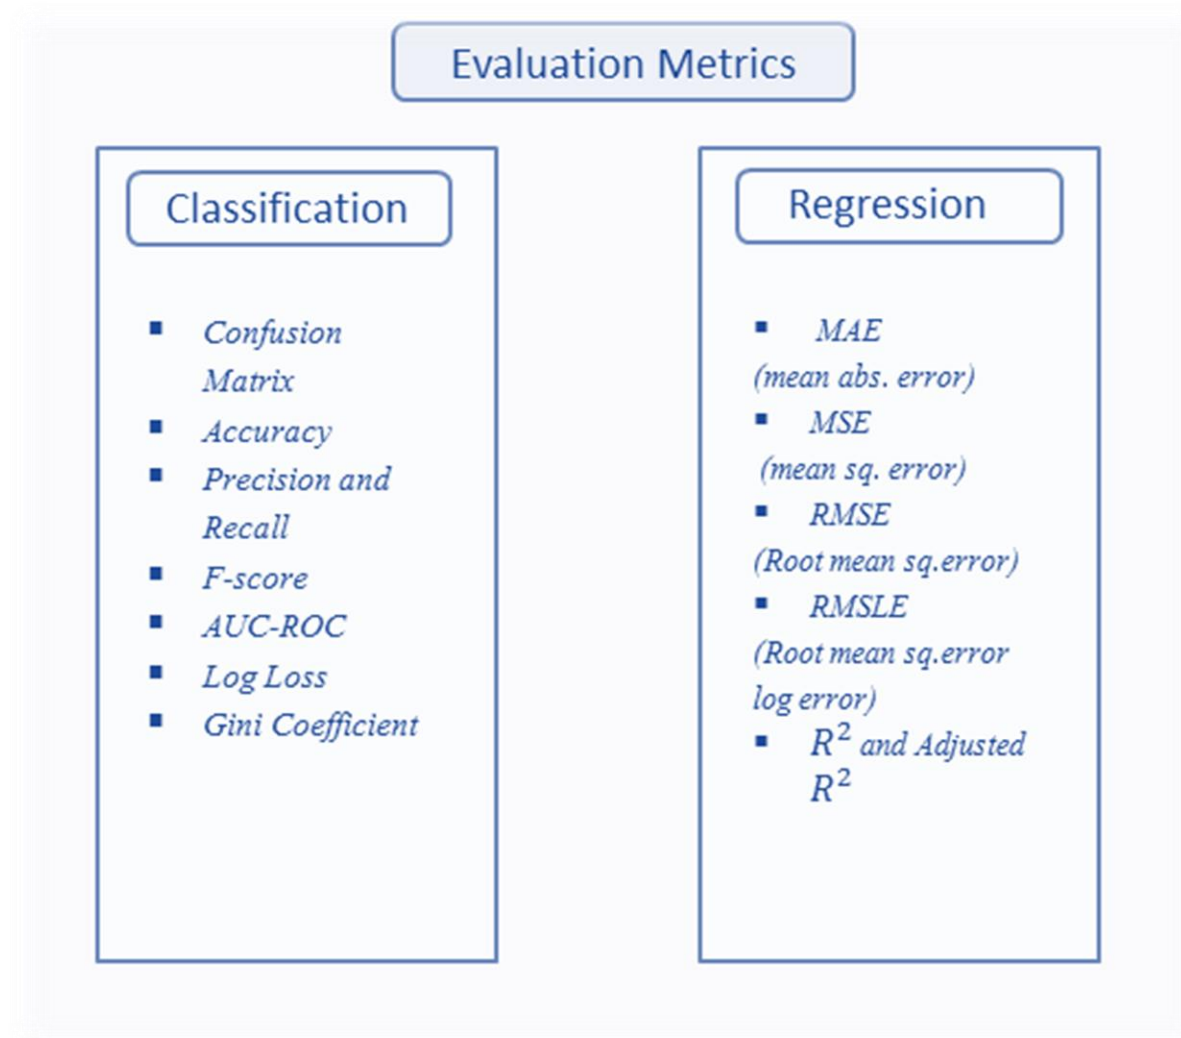 Evaluation Metrics
Classification
▪ Confusion
Matrix
▪ Accuracy
▪ Precision and
Recall
▪ F-score
▪ AUC-ROC
▪ Log Loss
▪ Gini Coefficient
Regression
▪ MAE
(mean abs. error)
▪ MSE
(mean sq. error)
▪ RMSE
(Root mean sq.error)
▪ RMSLE
(Root mean sq.error
log error)
▪ R² and Adjusted
R²